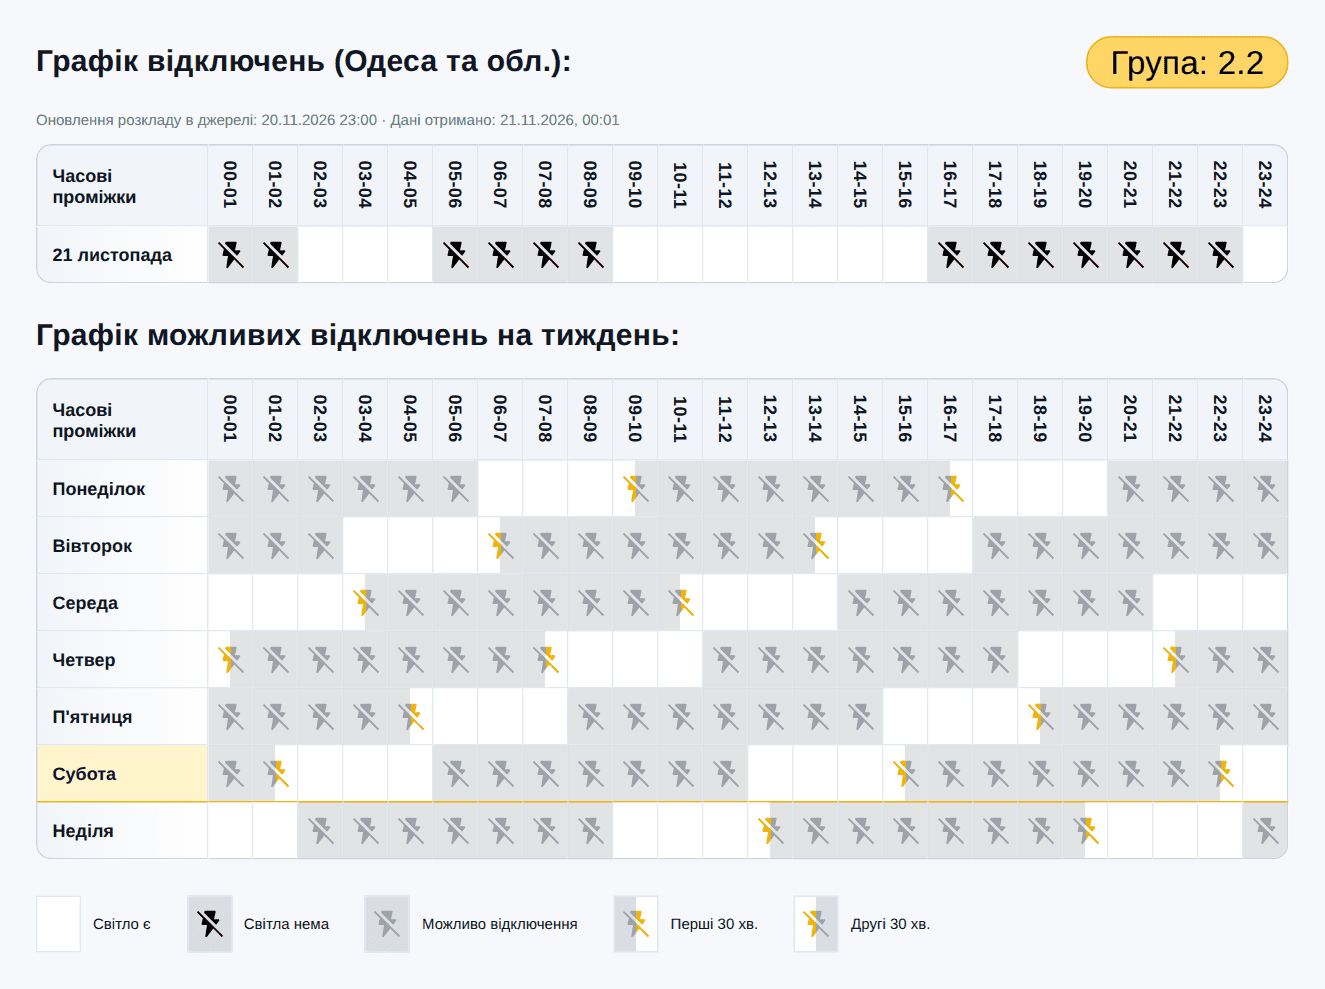 Графік відключень (Одеса та обл.):
Група: 2.2
Оновлення розкладу в джерелі: 20.11.2026 23:00 · Дані отримано: 21.11.2026, 00:01
Часові
проміжки
00-01 01-02 02-03 03-04 04-05 05-06 06-07 07-08 08-09 09-10 10-11 11-12 12-13 13-14 14-15 15-16 16-17 17-18 18-19 19-20 20-21 21-22 22-23 23-24
21 листопада
Графік можливих відключень на тиждень:
Часові
проміжки
00-01 01-02 02-03 03-04 04-05 05-06 06-07 07-08 08-09 09-10 10-11 11-12 12-13 13-14 14-15 15-16 16-17 17-18 18-19 19-20 20-21 21-22 22-23 23-24
Понеділок
Вівторок
Середа
Четвер
П'ятниця
Субота
Неділя
Світло є
Світла нема
Можливо відключення
Перші 30 хв.
Другі 30 хв.